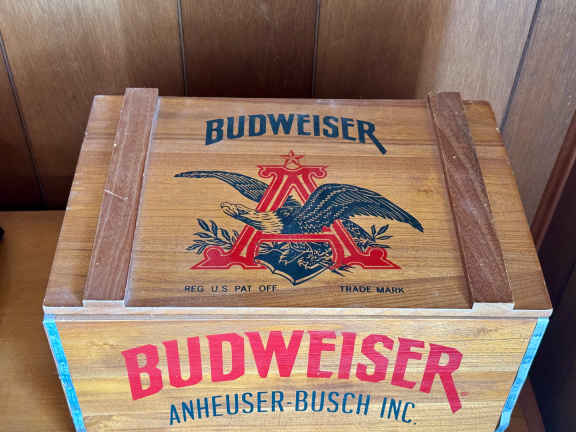 BUDWEISER
A
REG. U.S. PAT. OFF. TRADE MARK
BUDWEISER
ANHEUSER-BUSCH INC.